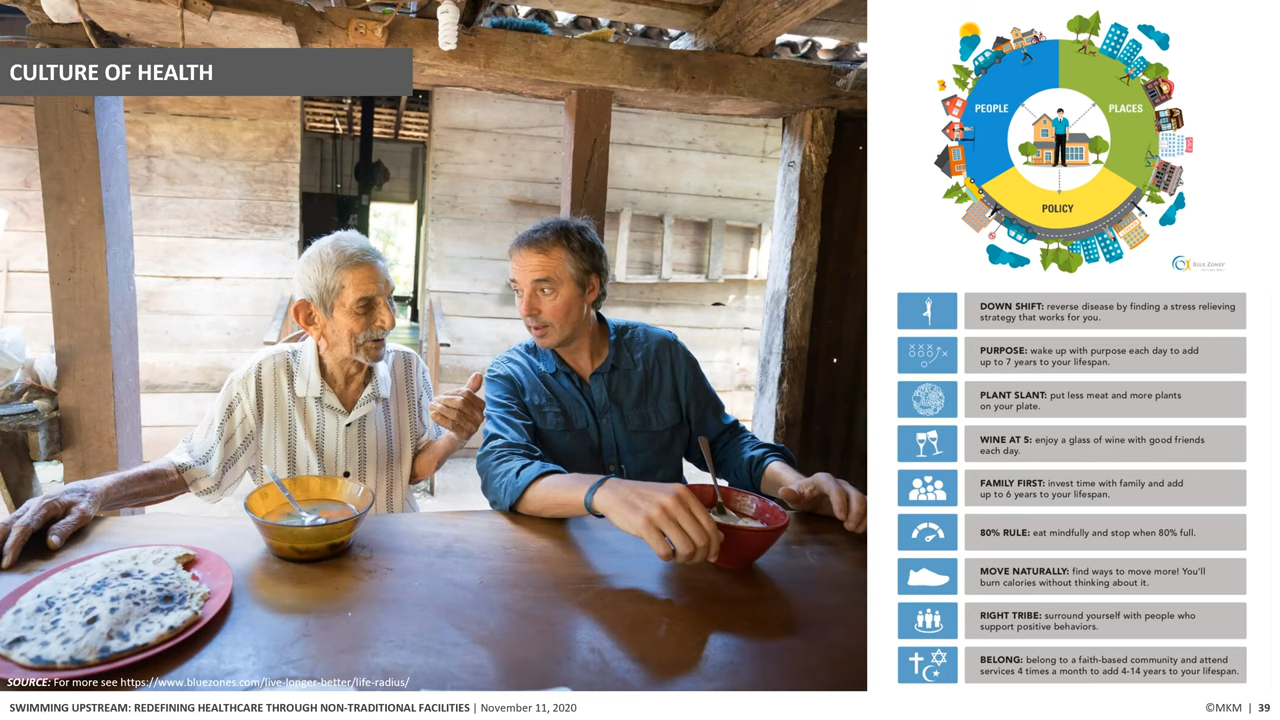 CULTURE OF HEALTH
PEOPLE
PLACES
POLICY
BLUE ZONES
DOWN SHIFT: reverse disease by finding a stress relieving
strategy that works for you.
PURPOSE: wake up with purpose each day to add
up to 7 years to your lifespan.
PLANT SLANT: put less meat and more plants
on your plate.
WINE AT 5: enjoy a glass of wine with good friends
each day.
FAMILY FIRST: invest time with family and add
up to 6 years to your lifespan.
80% RULE: eat mindfully and stop when 80% full.
MOVE NATURALLY: find ways to move more! You'll
burn calories without thinking about it.
RIGHT TRIBE: surround yourself with people who
support positive behaviors.
BELONG: belong to a faith-based community and attend
services 4 times a month to add 4-14 years to your lifespan.
SOURCE: For more see https://www.bluezones.com/live-longer-better/life-radius/
SWIMMING UPSTREAM: REDEFINING HEALTHCARE THROUGH NON-TRADITIONAL FACILITIES | November 11, 2020
©MKM | 39